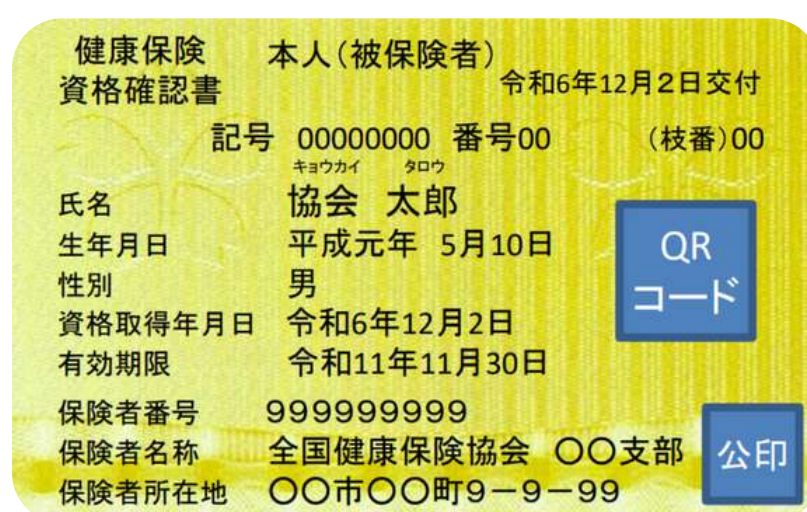 健康保険 本人(被保険者)
資格確認書 令和6年12月2日交付
記号 00000000 番号00 (枝番)00
キョウカイ タロウ
氏名 協会 太郎
生年月日 平成元年 5月10日
性別 男
資格取得年月日 令和6年12月2日
有効期限 令和11年11月30日
QR
コード
保険者番号 999999999
保険者名称 全国健康保険協会 〇〇支部
保険者所在地 〇〇市〇〇町9-9-99
公印